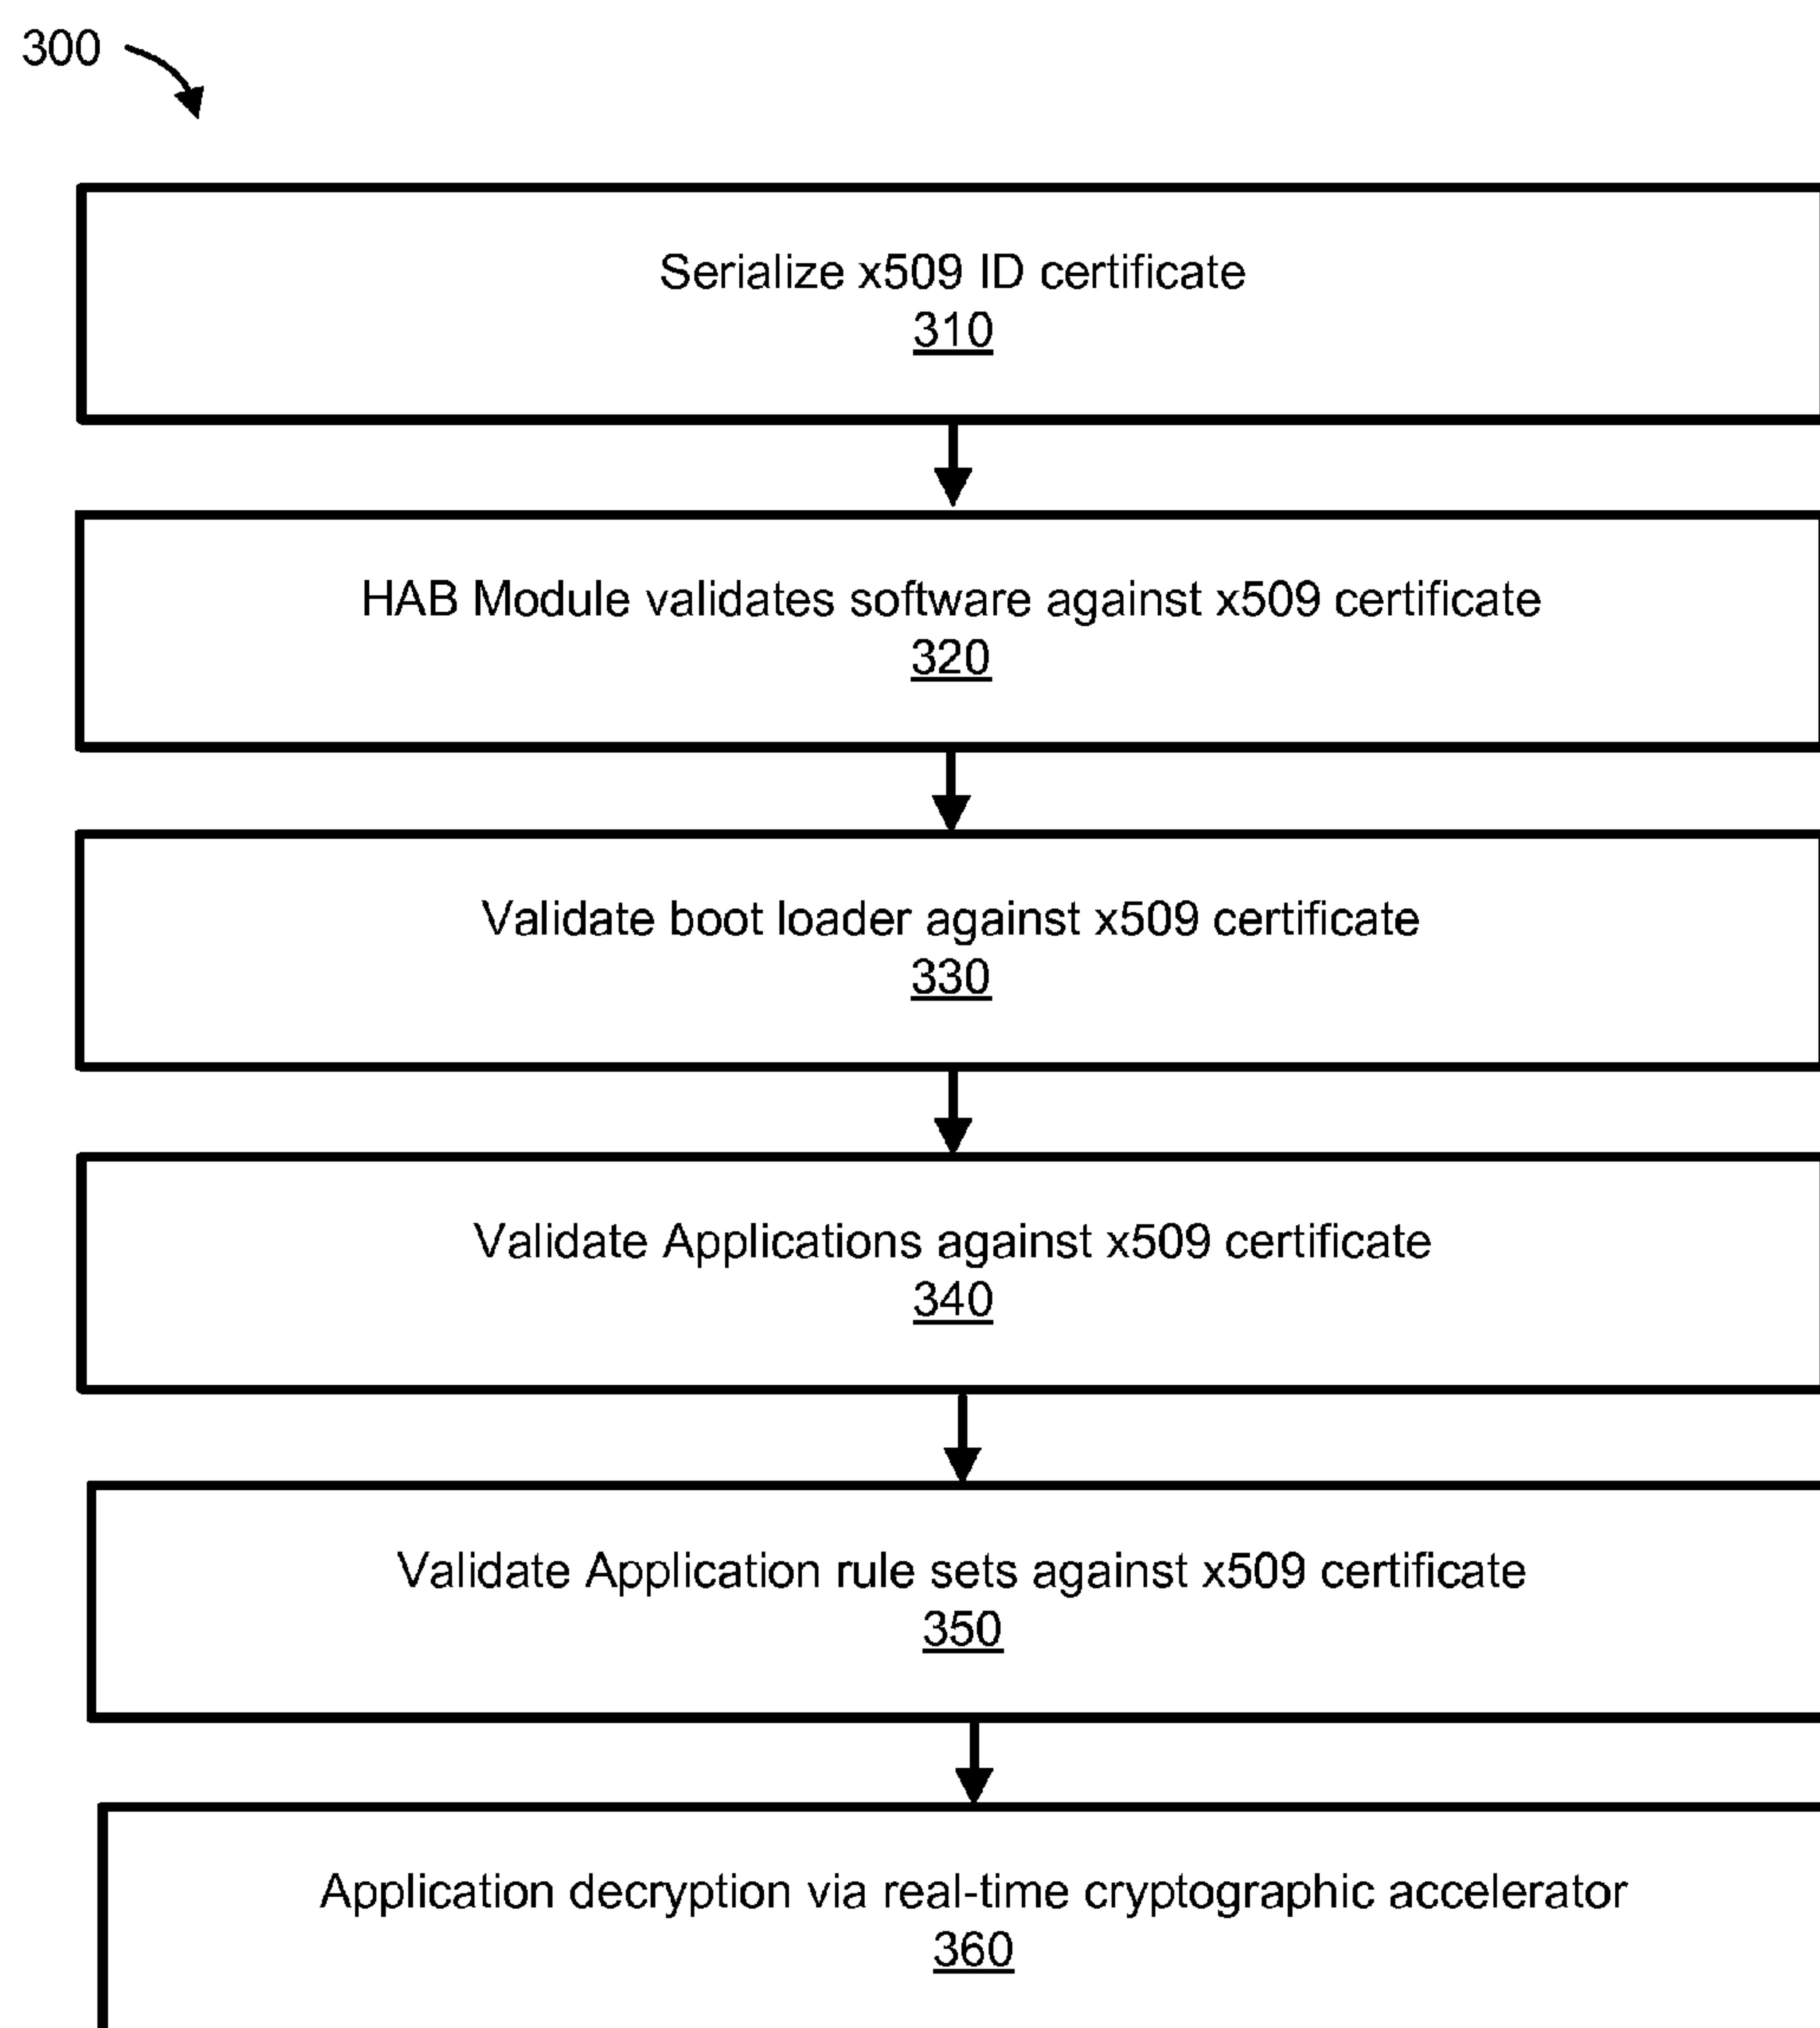 300
Serialize x509 ID certificate
310
HAB Module validates software against x509 certificate
320
Validate boot loader against x509 certificate
330
Validate Applications against x509 certificate
340
Validate Application rule sets against x509 certificate
350
Application decryption via real-time cryptographic accelerator
360